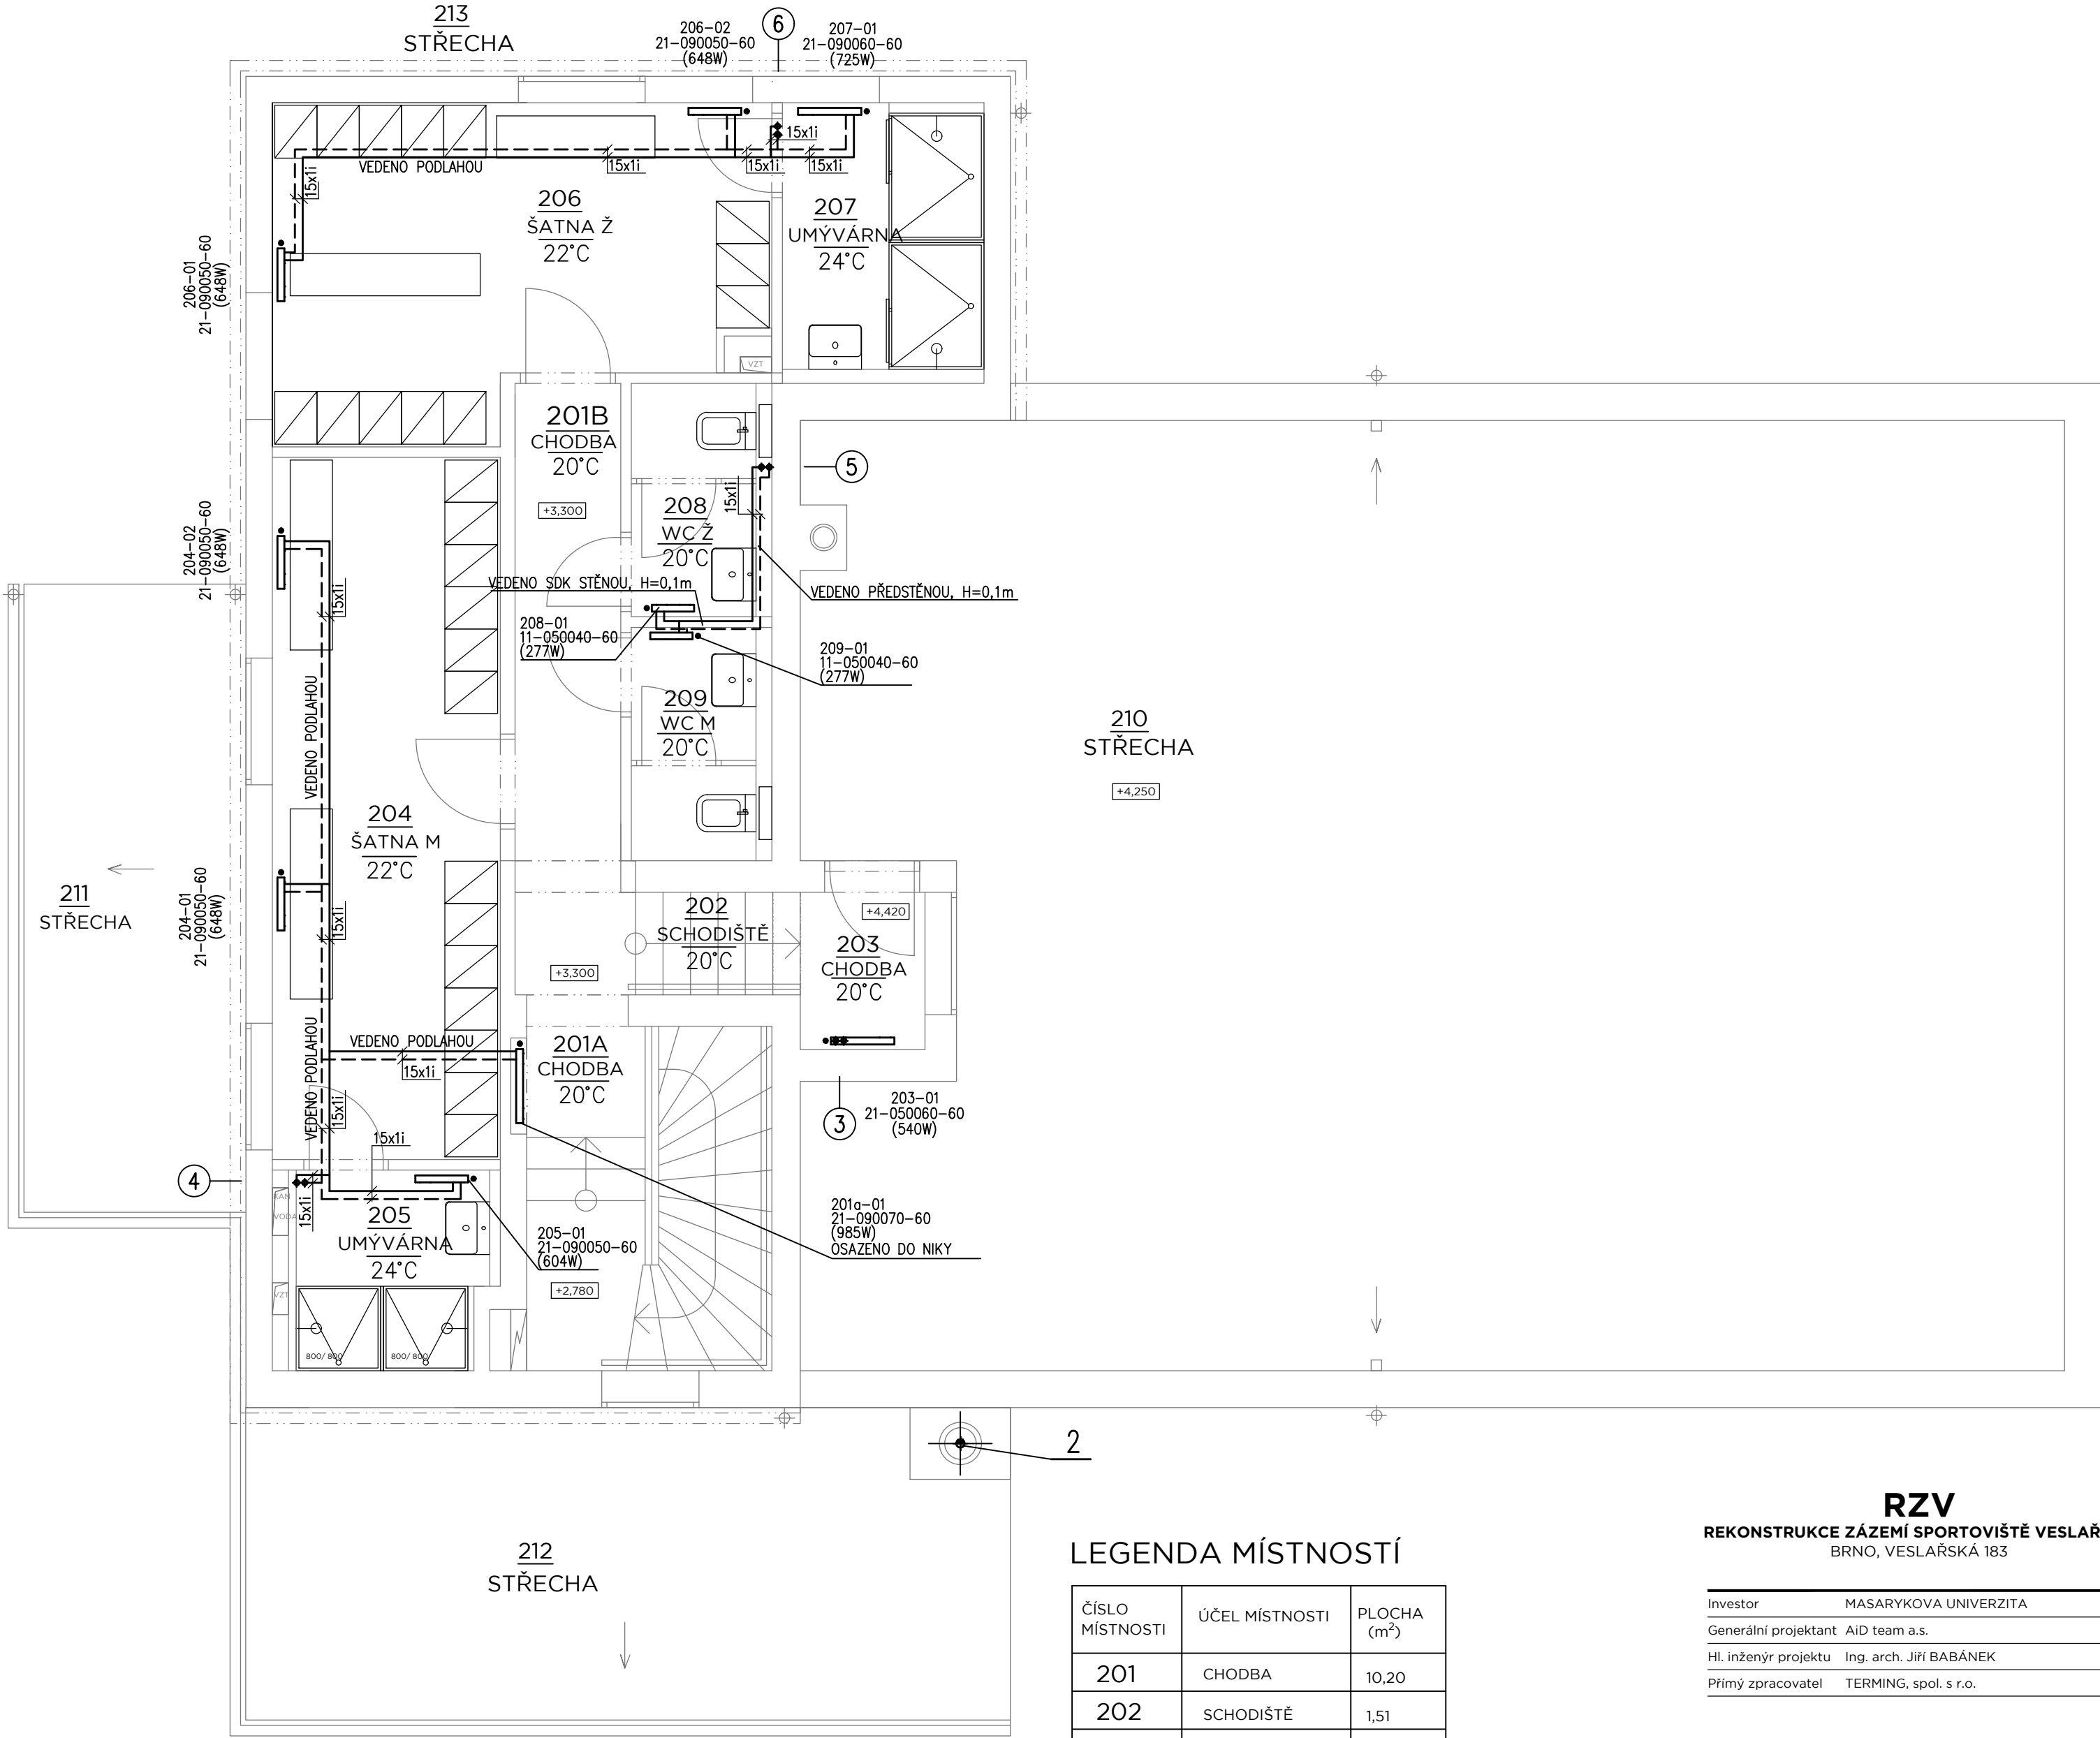 213
STŘECHA
206-02
21-090050-60
(648W)
6
207-01
21-090060-60
(725W)
15x1i
VEDENO PODLAHOU
15x1i
15x1i
15x1i
15x1i
206
ŠATNA Ž
22°C
207
UMÝVÁRNA
24°C
206-01
21-090050-60
(648W)
VZT
201B
CHODBA
20°C
+3,300
5
15x1i
208
WC Ž
20°C
204-02
21-090050-60
(648W)
15x1i
VEDENO SDK STĚNOU, H=0,1m
VEDENO PŘEDSTĚNOU, H=0,1m
208-01
11-050040-60
(277W)
209-01
11-050040-60
(277W)
209
WC M
20°C
VEDENO PODLAHOU
210
STŘECHA
+4,250
204
ŠATNA M
22°C
204-01
21-090050-60
(648W)
15x1i
211
STŘECHA
202
SCHODIŠTĚ
20°C
+4,420
203
CHODBA
20°C
+3,300
VEDENO PODLAHOU
VEDENO PODLAHOU
15x1i
201A
CHODBA
20°C
15x1i
15x1i
3
203-01
21-050060-60
(540W)
4
KAN
VODA
15x1i
205
UMÝVÁRNA
24°C
VZT
205-01
21-090050-60
(604W)
+2,780
201a-01
21-090070-60
(985W)
OSAZENO DO NIKY
800/ 800
800/ 800
2
212
STŘECHA
LEGENDA MÍSTNOSTÍ
ČÍSLO
MÍSTNOSTI
ÚČEL MÍSTNOSTI
PLOCHA
(m²)
201 CHODBA 10,20
202 SCHODIŠTĚ 1,51
RZV
REKONSTRUKCE ZÁZEMÍ SPORTOVIŠTĚ VESLAŘ
BRNO, VESLAŘSKÁ 183
Investor MASARYKOVA UNIVERZITA
Generální projektant AiD team a.s.
Hl. inženýr projektu Ing. arch. Jiří BABÁNEK
Přímý zpracovatel TERMING, spol. s r.o.